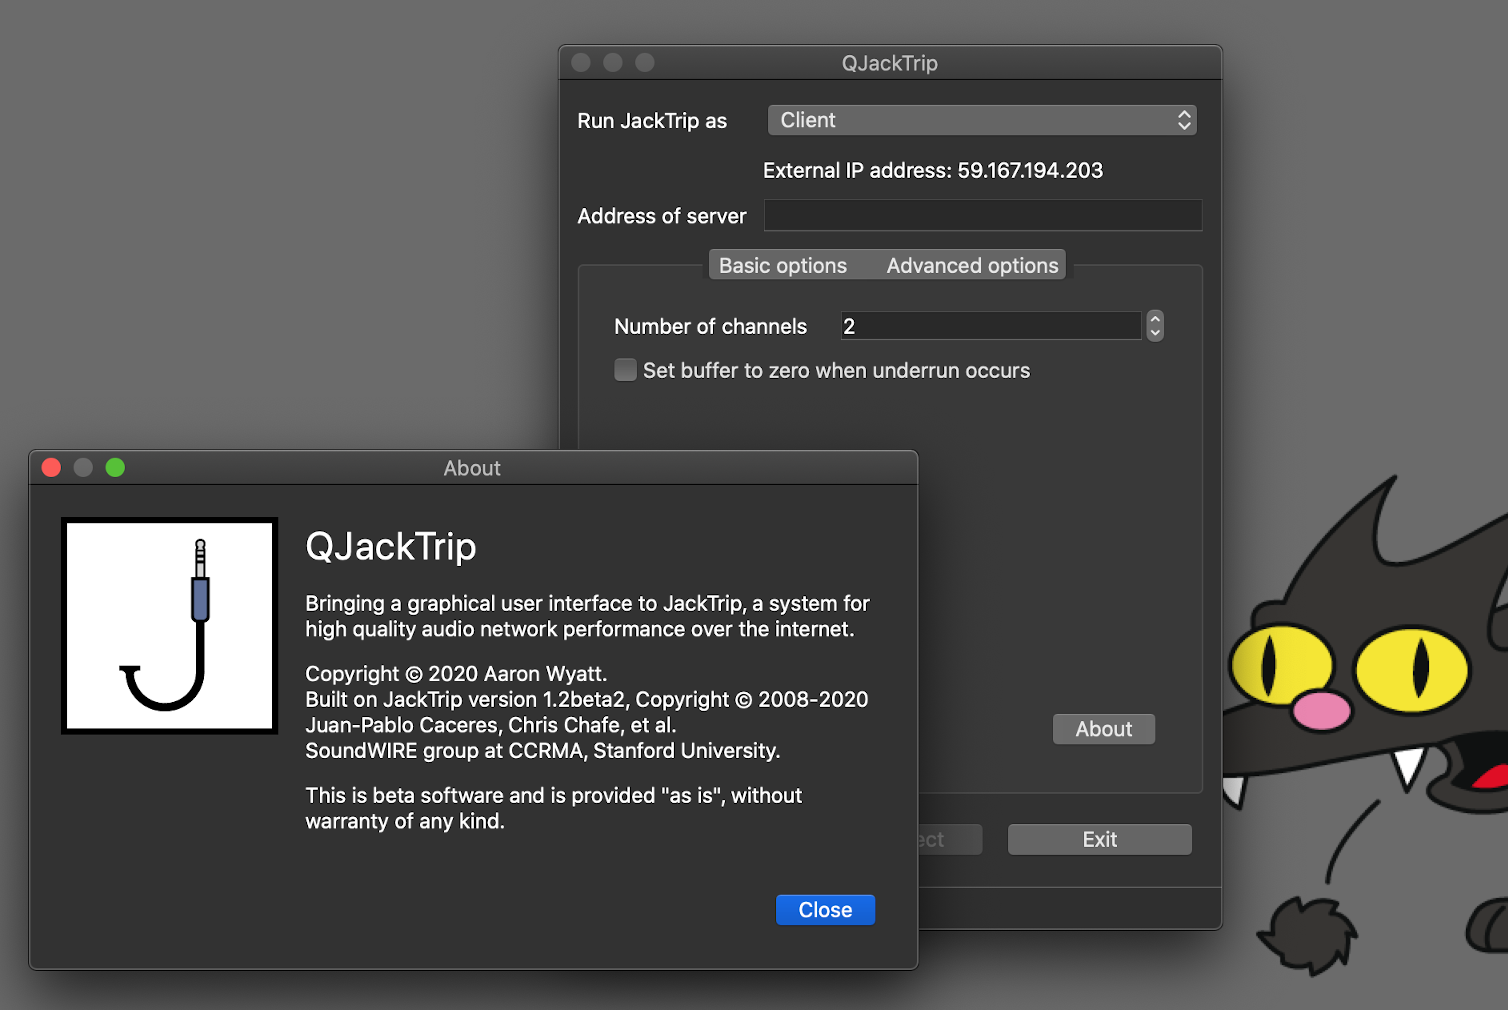 QJackTrip
Run JackTrip as
Client
External IP address: 59.167.194.203
Address of server
Basic options
Advanced options
Number of channels
2
Set buffer to zero when underrun occurs
About
Exit
About
QJackTrip
Bringing a graphical user interface to JackTrip, a system for
high quality audio network performance over the internet.
Copyright © 2020 Aaron Wyatt.
Built on JackTrip version 1.2beta2, Copyright © 2008-2020
Juan-Pablo Caceres, Chris Chafe, et al.
SoundWIRE group at CCRMA, Stanford University.
This is beta software and is provided "as is", without
warranty of any kind.
Close